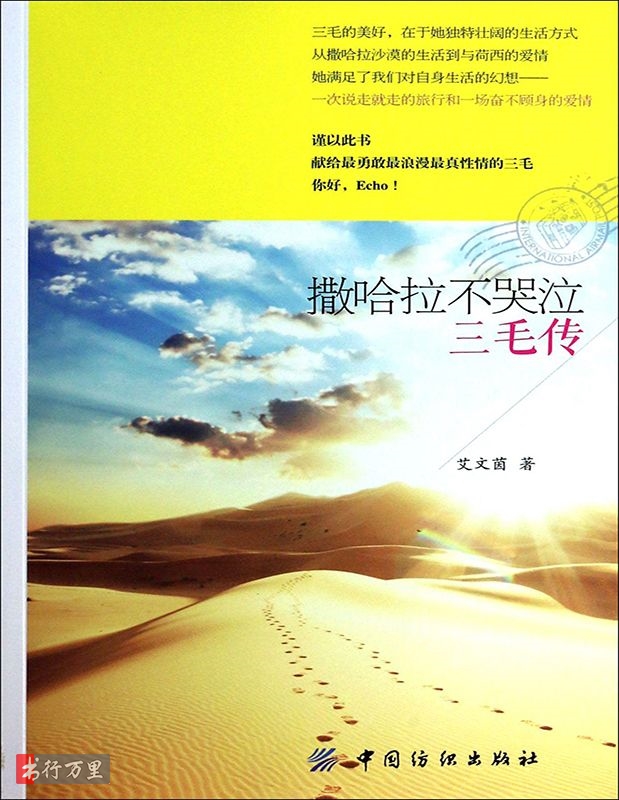 三毛的美好，在于她独特壮阔的生活方式
从撒哈拉沙漠的生活到与荷西的爱情
她满足了我们对自身生活的幻想——
一次说走就走的旅行和一场奋不顾身的爱情
谨以此书
献给最勇敢最浪漫最真性情的三毛
你好，Echo！
INTERNATIONAL AIRMAIL
撒哈拉不哭泣
三毛传
艾文茵 著
中国纺织出版社
书行万里